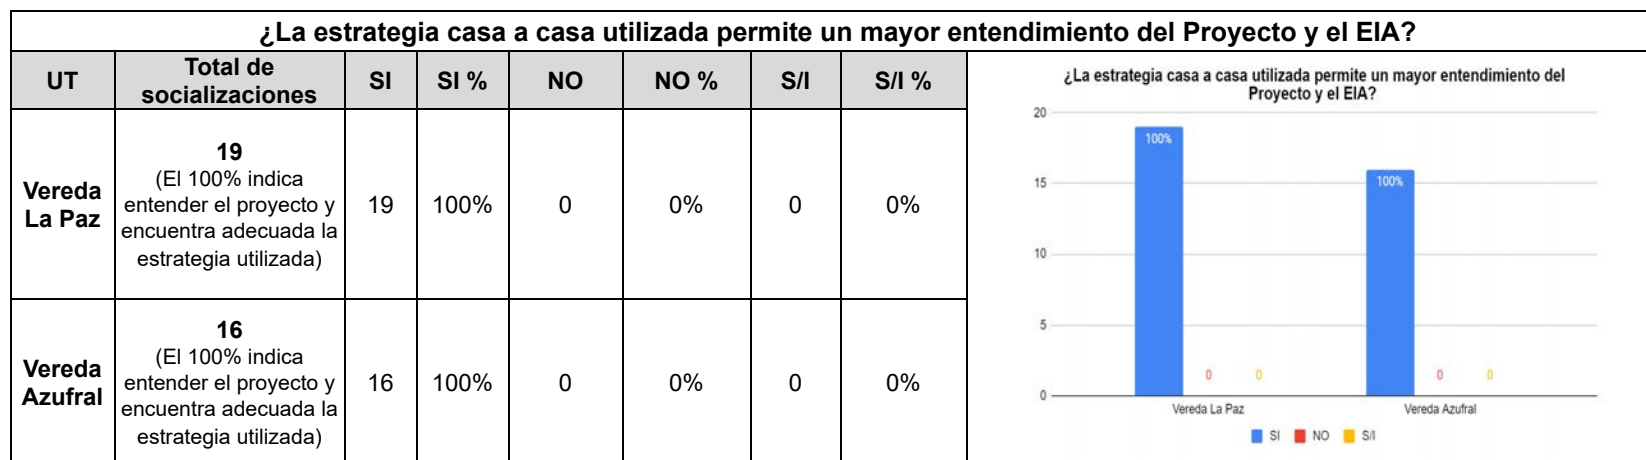 ¿La estrategia casa a casa utilizada permite un mayor entendimiento del Proyecto y el EIA?
UT
Total de
socializaciones
SI
SI %
NO
NO %
S/I
S/I %
Vereda
La Paz
19
(El 100% indica
entender el proyecto y
encuentra adecuada la
estrategia utilizada)
19
100%
0
0%
0
0%
Vereda
Azufral
16
(El 100% indica
entender el proyecto y
encuentra adecuada la
estrategia utilizada)
16
100%
0
0%
0
0%
¿La estrategia casa a casa utilizada permite un mayor entendimiento del
Proyecto y el EIA?
20
15
10
5
0
100%
0
0
100%
0
0
Vereda La Paz
Vereda Azufral
SI
NO
S/I